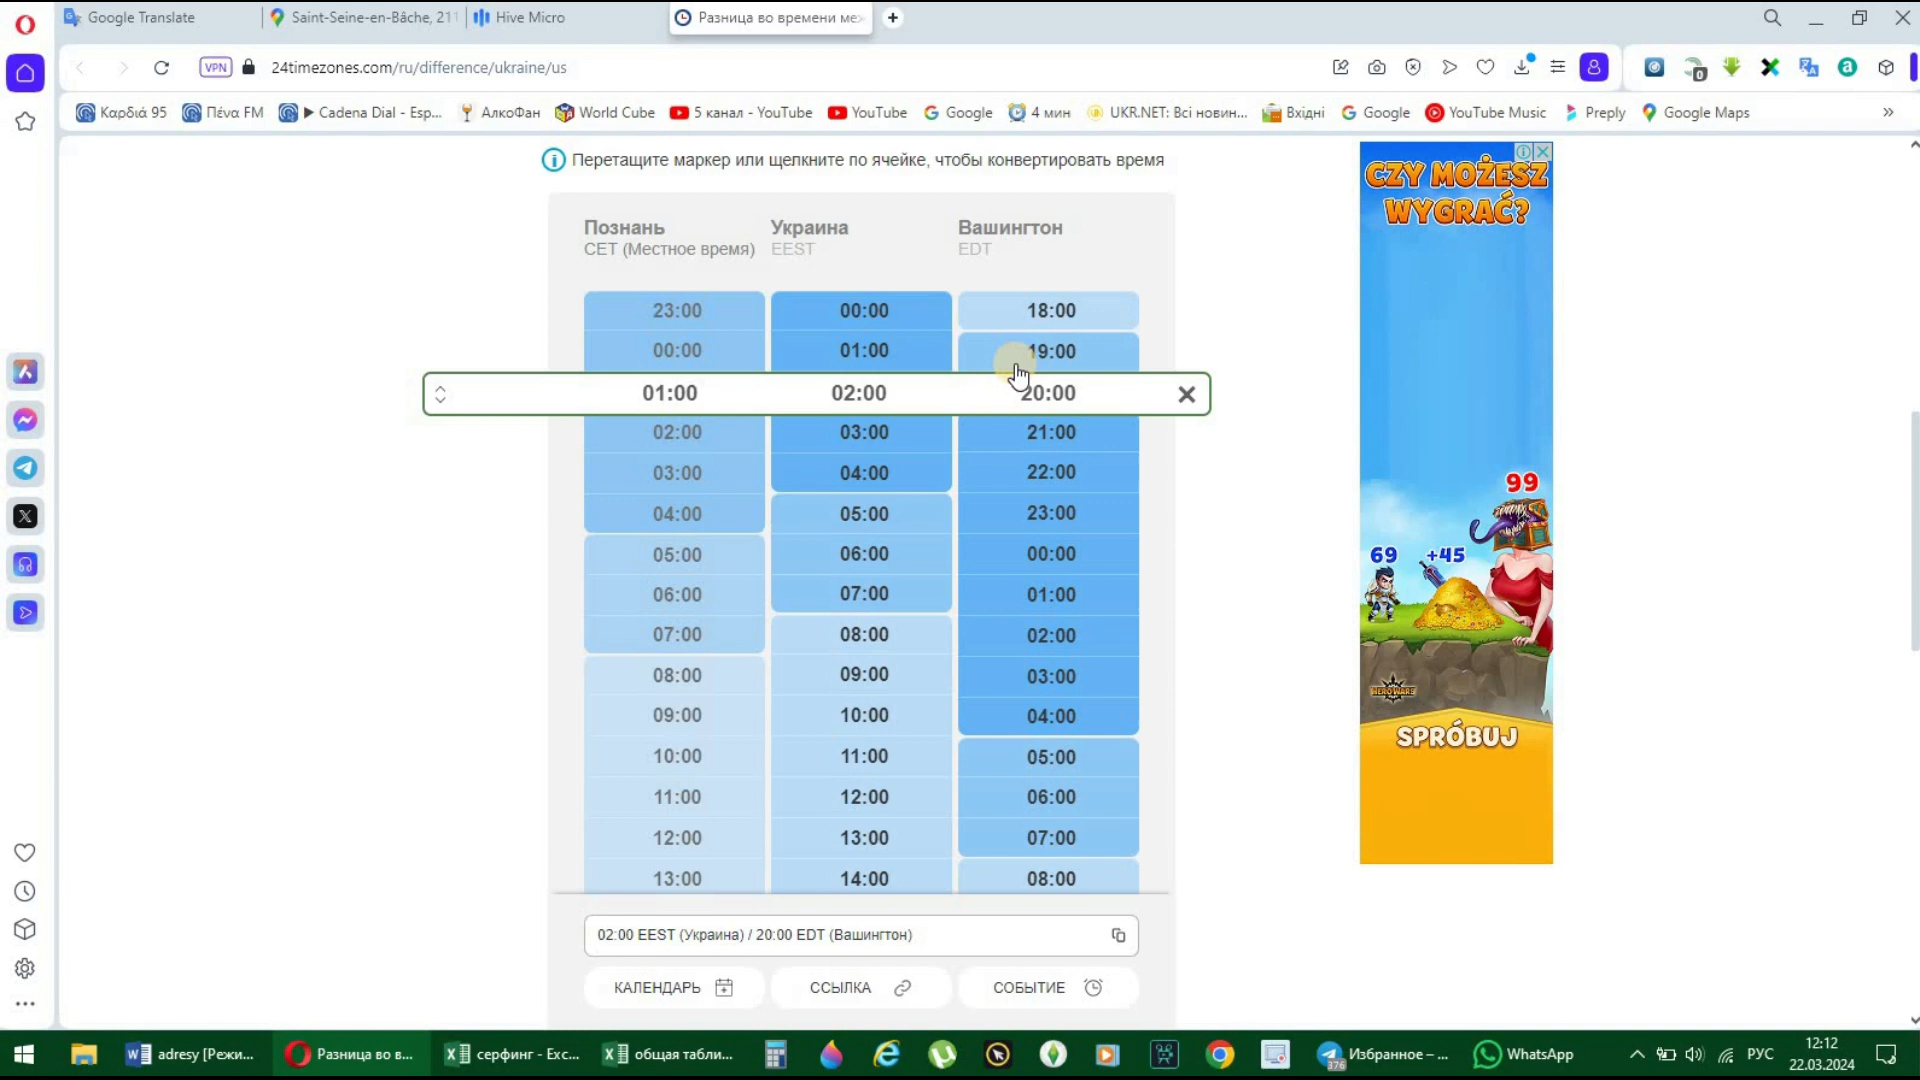 Google Translate
Saint-Seine-en-Bâche, 211
Hive Micro
Разница во времени меж
VPN
24timezones.com/ru/difference/ukraine/us
Καρδιά 95
Πένα FM
Cadena Dial - Esp...
АлкоФан
World Cube
5 канал - YouTube
YouTube
Google
4 мин
UKR.NET: Всі новин...
Вхідні
Google
YouTube Music
Preply
Google Maps
Перетащите маркер или щелкните по ячейке, чтобы конвертировать время
Познань Украина Вашингтон
CET (Местное время) EEST EDT
23:00 00:00 18:00
00:00 01:00 19:00
01:00 02:00 20:00
02:00 03:00 21:00
03:00 04:00 22:00
04:00 05:00 23:00
05:00 06:00 00:00
06:00 07:00 01:00
07:00 08:00 02:00
08:00 09:00 03:00
09:00 10:00 04:00
10:00 11:00 05:00
11:00 12:00 06:00
12:00 13:00 07:00
13:00 14:00 08:00
02:00 EEST (Украина) / 20:00 EDT (Вашингтон)
КАЛЕНДАРЬ
ССЫЛКА
СОБЫТИЕ
CZY MOŻESZ
WYGRAĆ?
99
69
+45
HERO WARS
SPRÓBUJ
adresy [Режи...
Разница во в...
серфинг - Exc...
общая табли...
376
Избранное – ...
WhatsApp
РУС
12:12
22.03.2024